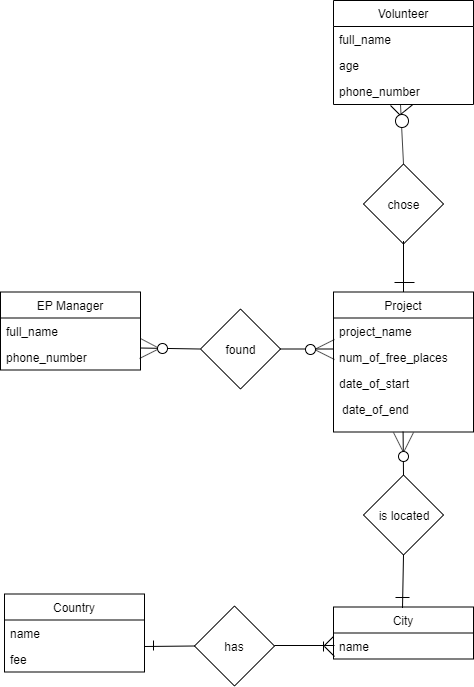 Volunteer
full_name
age
phone_number
chose
EP Manager
full_name
phone_number
found
Project
project_name
num_of_free_places
date_of_start
date_of_end
is located
Country
name
fee
has
City
name